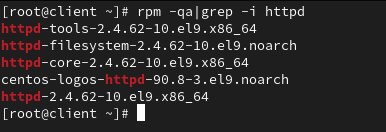 [root@client ~]# rpm -qa|grep -i httpd
httpd-tools-2.4.62-10.el9.x86_64
httpd-filesystem-2.4.62-10.el9.noarch
httpd-core-2.4.62-10.el9.x86_64
centos-logos-httpd-90.8-3.el9.noarch
httpd-2.4.62-10.el9.x86_64
[root@client ~]#